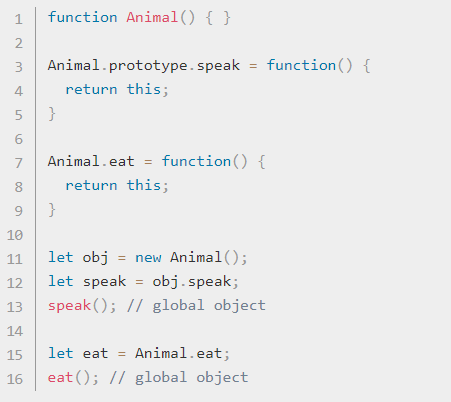 1 function Animal() { }
2
3 Animal.prototype.speak = function() {
4   return this;
5 }
6
7 Animal.eat = function() {
8   return this;
9 }
10
11 let obj = new Animal();
12 let speak = obj.speak;
13 speak(); // global object
14
15 let eat = Animal.eat;
16 eat(); // global object